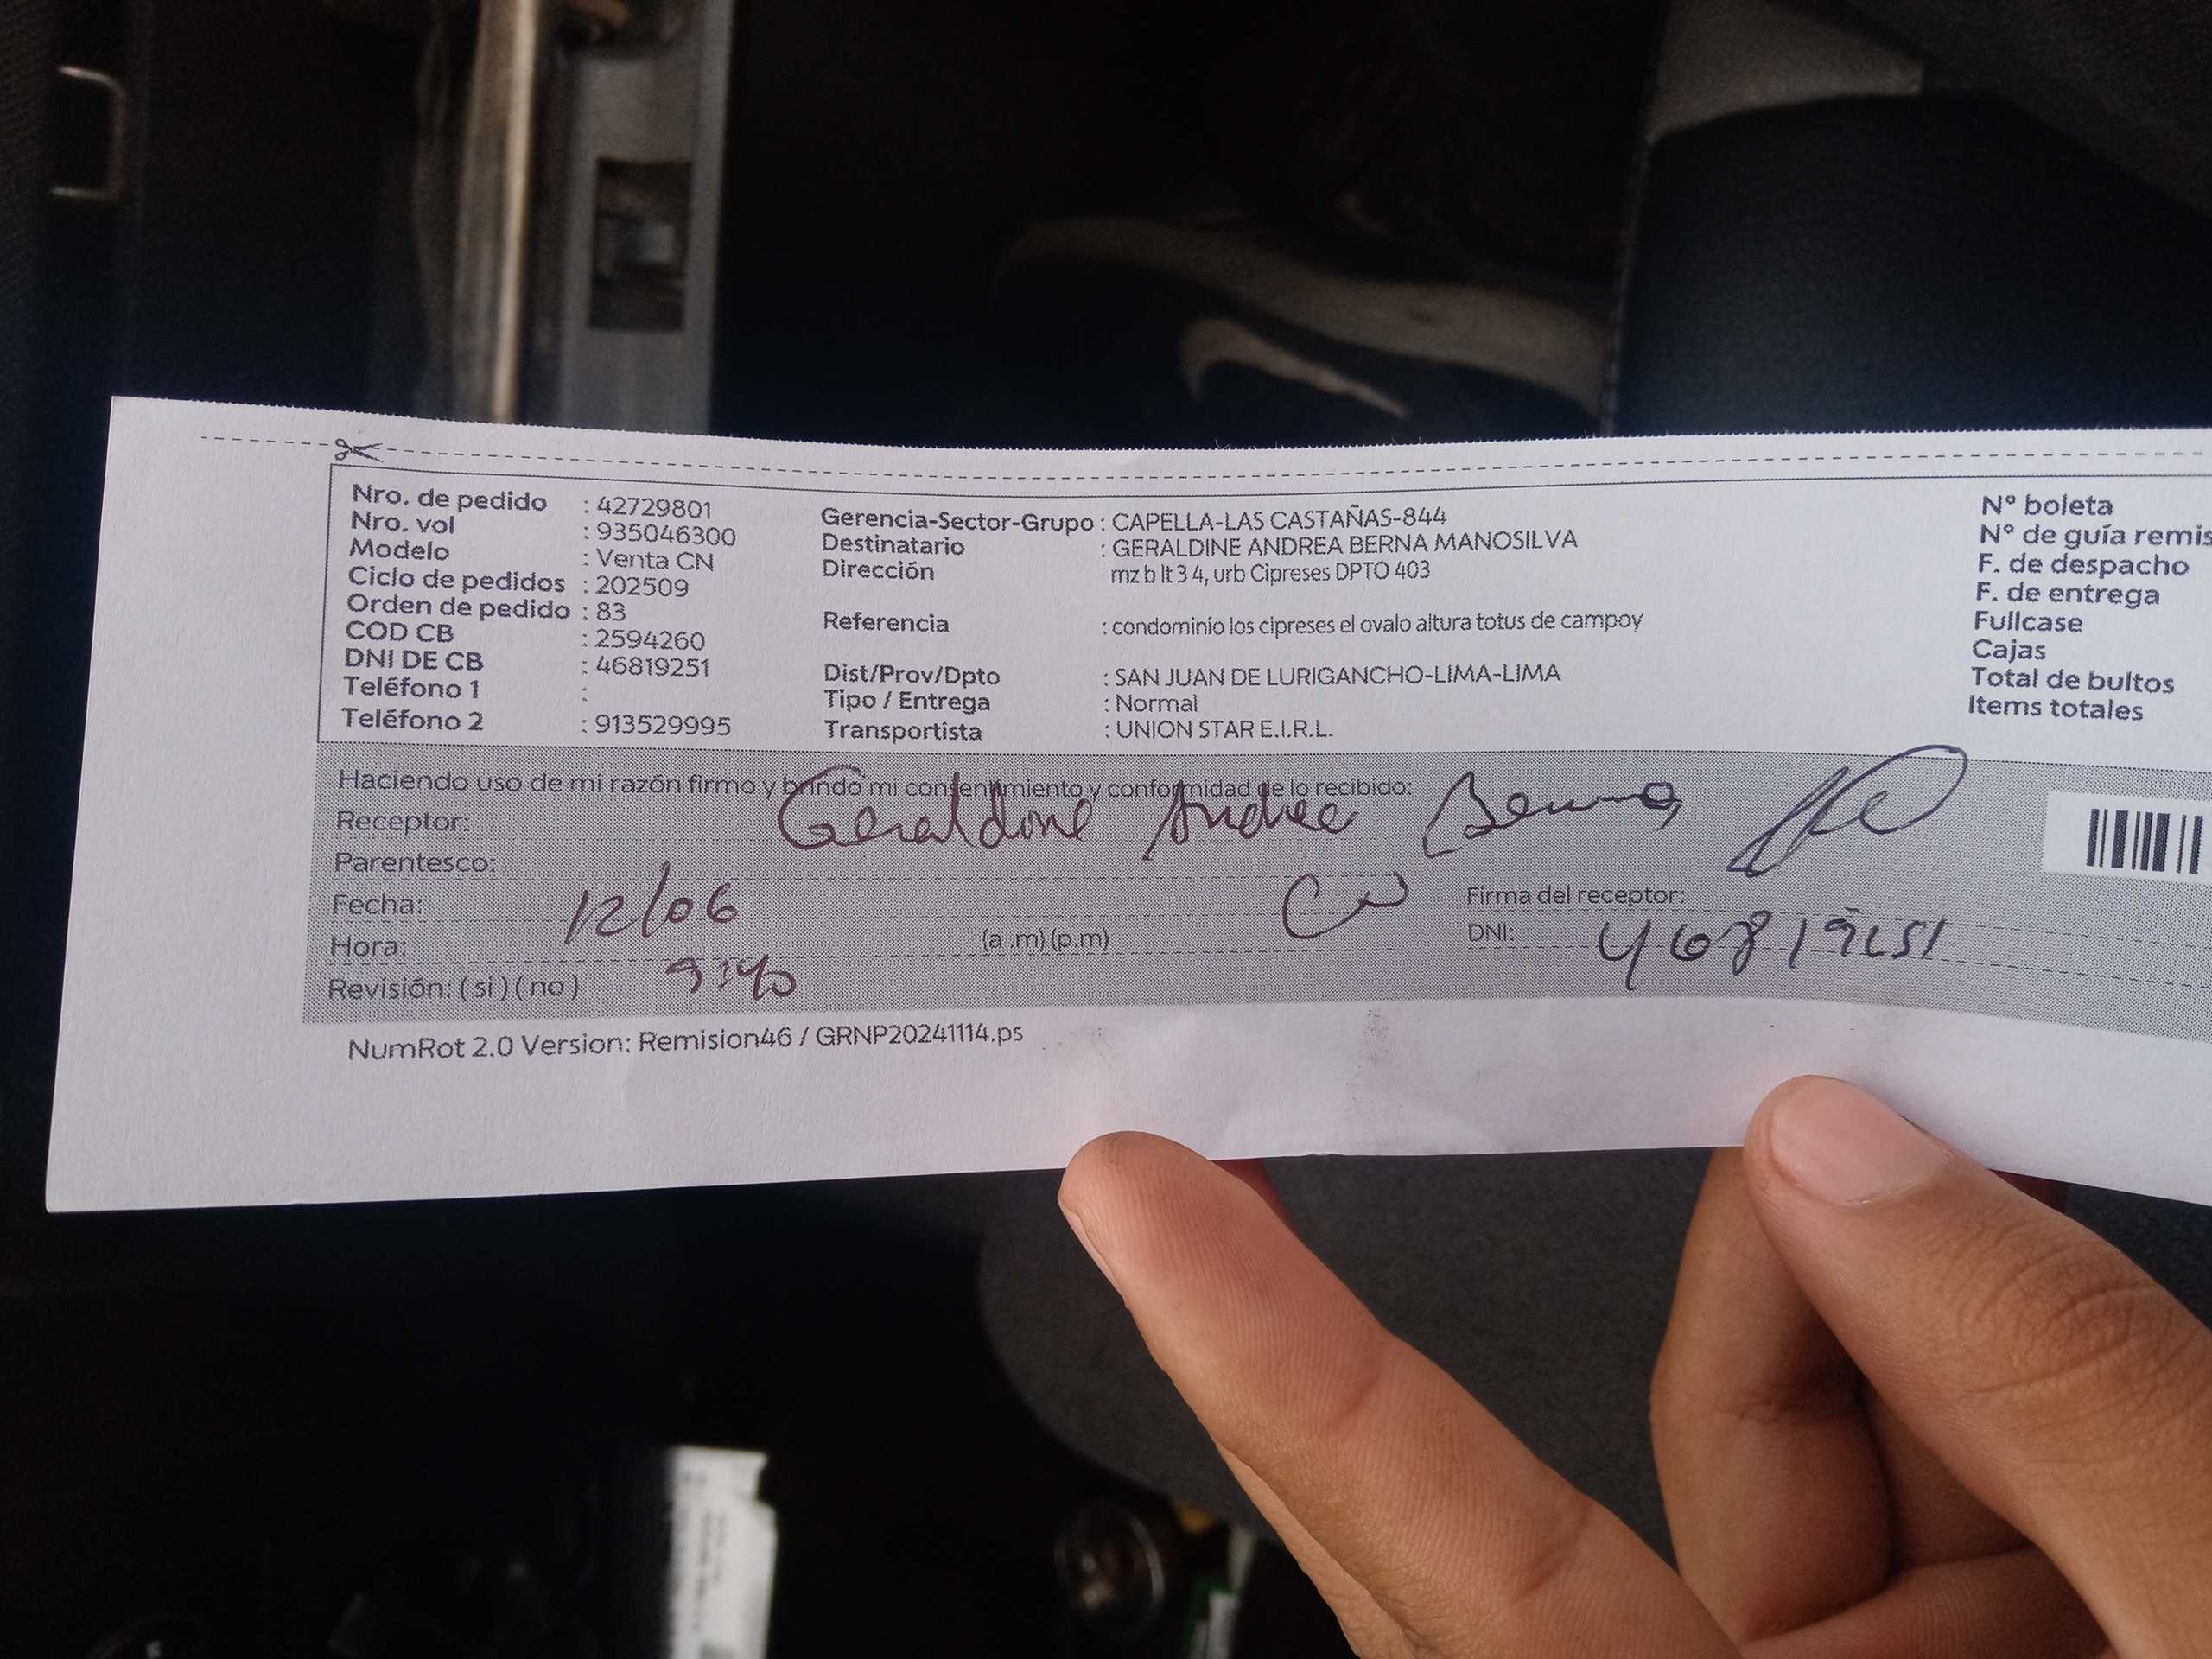 Nro. de pedido : 42729801
Nro. vol : 935046300
Modelo : Venta CN
Ciclo de pedidos : 202509
Orden de pedido : 83
COD CB : 2594260
DNI DE CB : 46819251
Teléfono 1 :
Teléfono 2 : 913529995
Gerencia-Sector-Grupo : CAPELLA-LAS CASTAÑAS-844
Destinatario : GERALDINE ANDREA BERNA MANOSILVA
Dirección mz b lt 3 4, urb Cipreses DPTO 403
Referencia : condominio los cipreses el ovalo altura totus de campoy
Dist/Prov/Dpto : SAN JUAN DE LURIGANCHO-LIMA-LIMA
Tipo / Entrega : Normal
Transportista : UNION STAR E.I.R.L.
N° boleta
N° de guía remis
F. de despacho
F. de entrega
Fullcase
Cajas
Total de bultos
Items totales
Haciendo uso de mi razón firmo y brindo mi consentimiento y conformidad de lo recibido:
Receptor: Geraldine Andrea Berna
Parentesco:
Fecha: 12/06
Hora: 9:40 (a .m) (p.m)
Revisión: ( si ) ( no )
Firma del receptor:
DNI: 46819251
NumRot 2.0 Version: Remision46 / GRNP20241114.ps